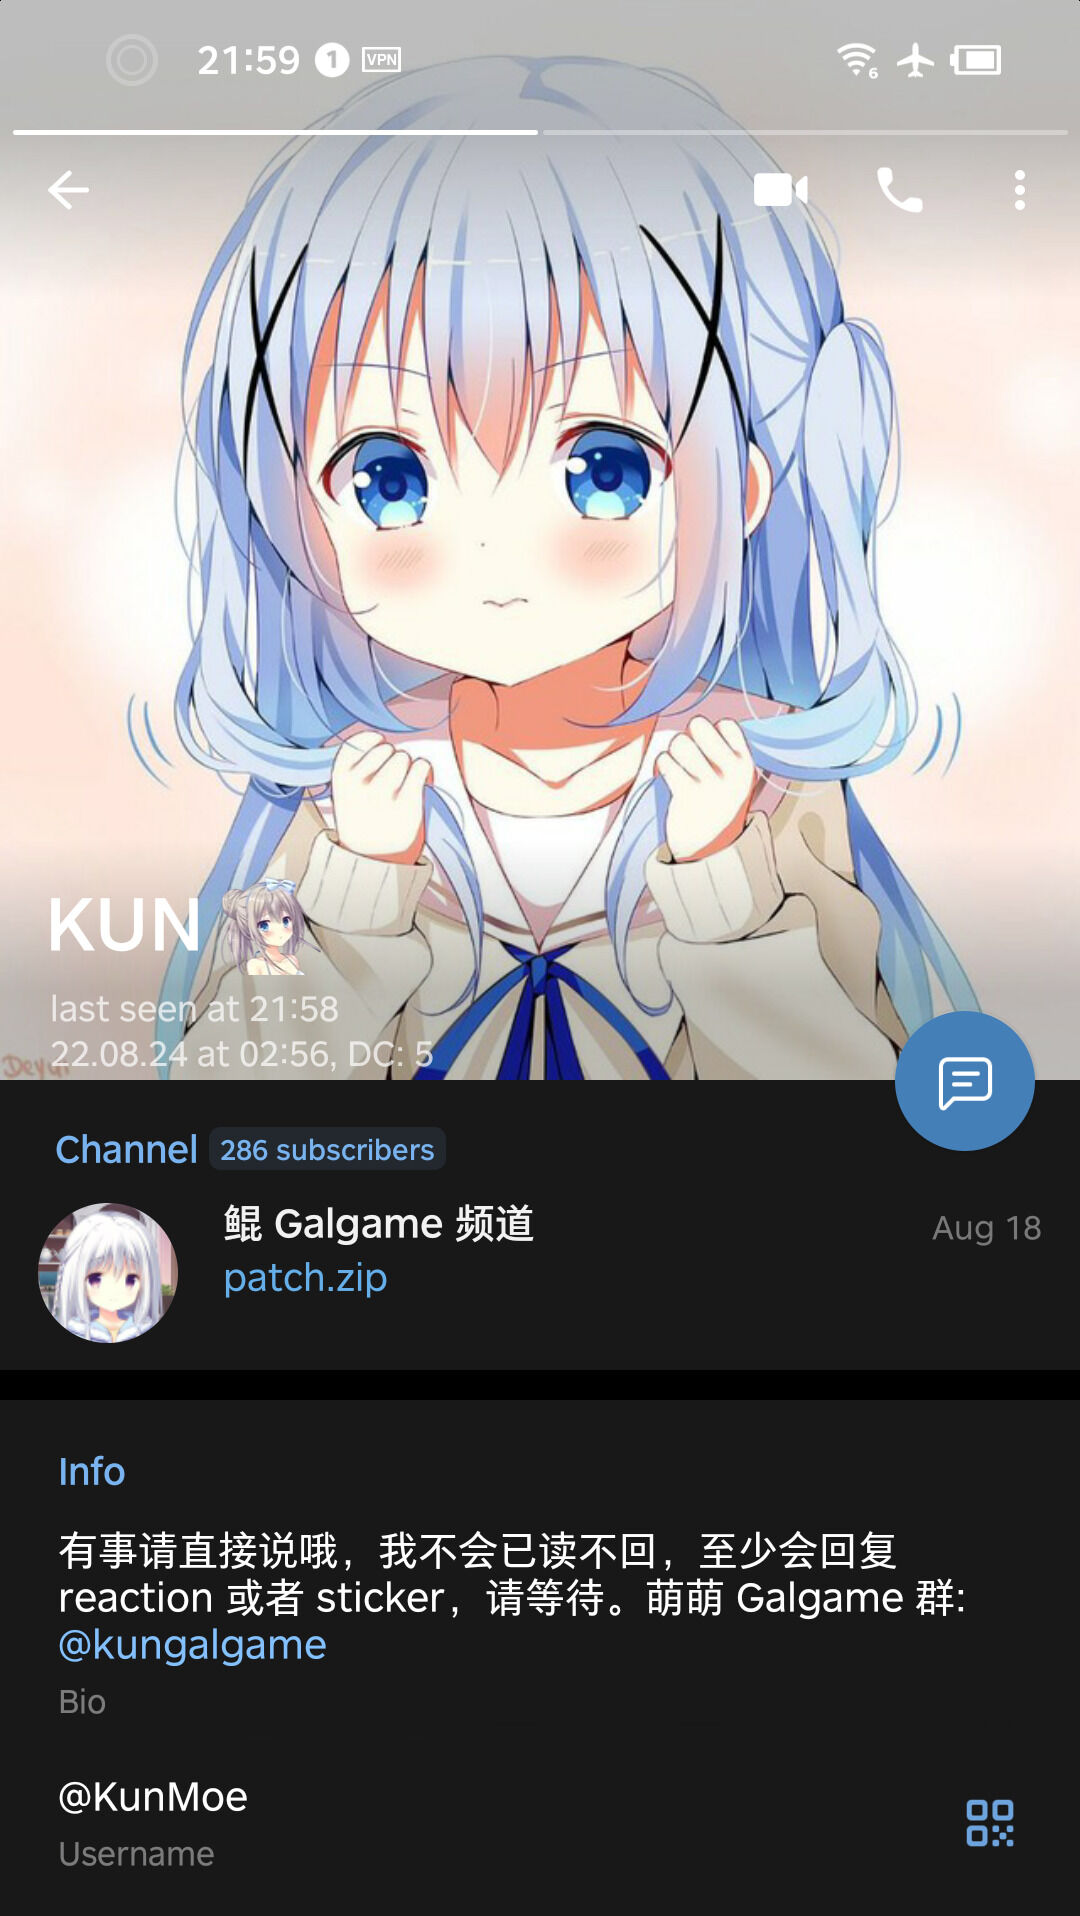 21:59 1 VPN 6
KUN
last seen at 21:58
22.08.24 at 02:56, DC: 5
Channel 286 subscribers
鲲 Galgame 频道 Aug 18
patch.zip
Info
有事请直接说哦，我不会已读不回，至少会回复
reaction 或者 sticker，请等待。萌萌 Galgame 群:
@kungalgame
Bio
@KunMoe
Username